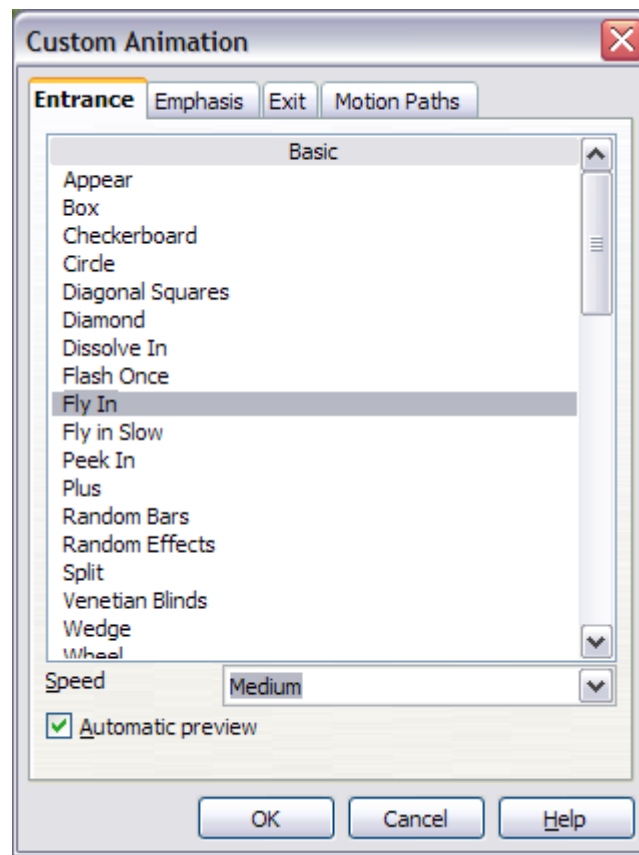 Custom Animation
Entrance Emphasis Exit Motion Paths
Basic
Appear
Box
Checkerboard
Circle
Diagonal Squares
Diamond
Dissolve In
Flash Once
Fly In
Fly in Slow
Peek In
Plus
Random Bars
Random Effects
Split
Venetian Blinds
Wedge
Wheel
Speed Medium
Automatic preview
OK Cancel Help